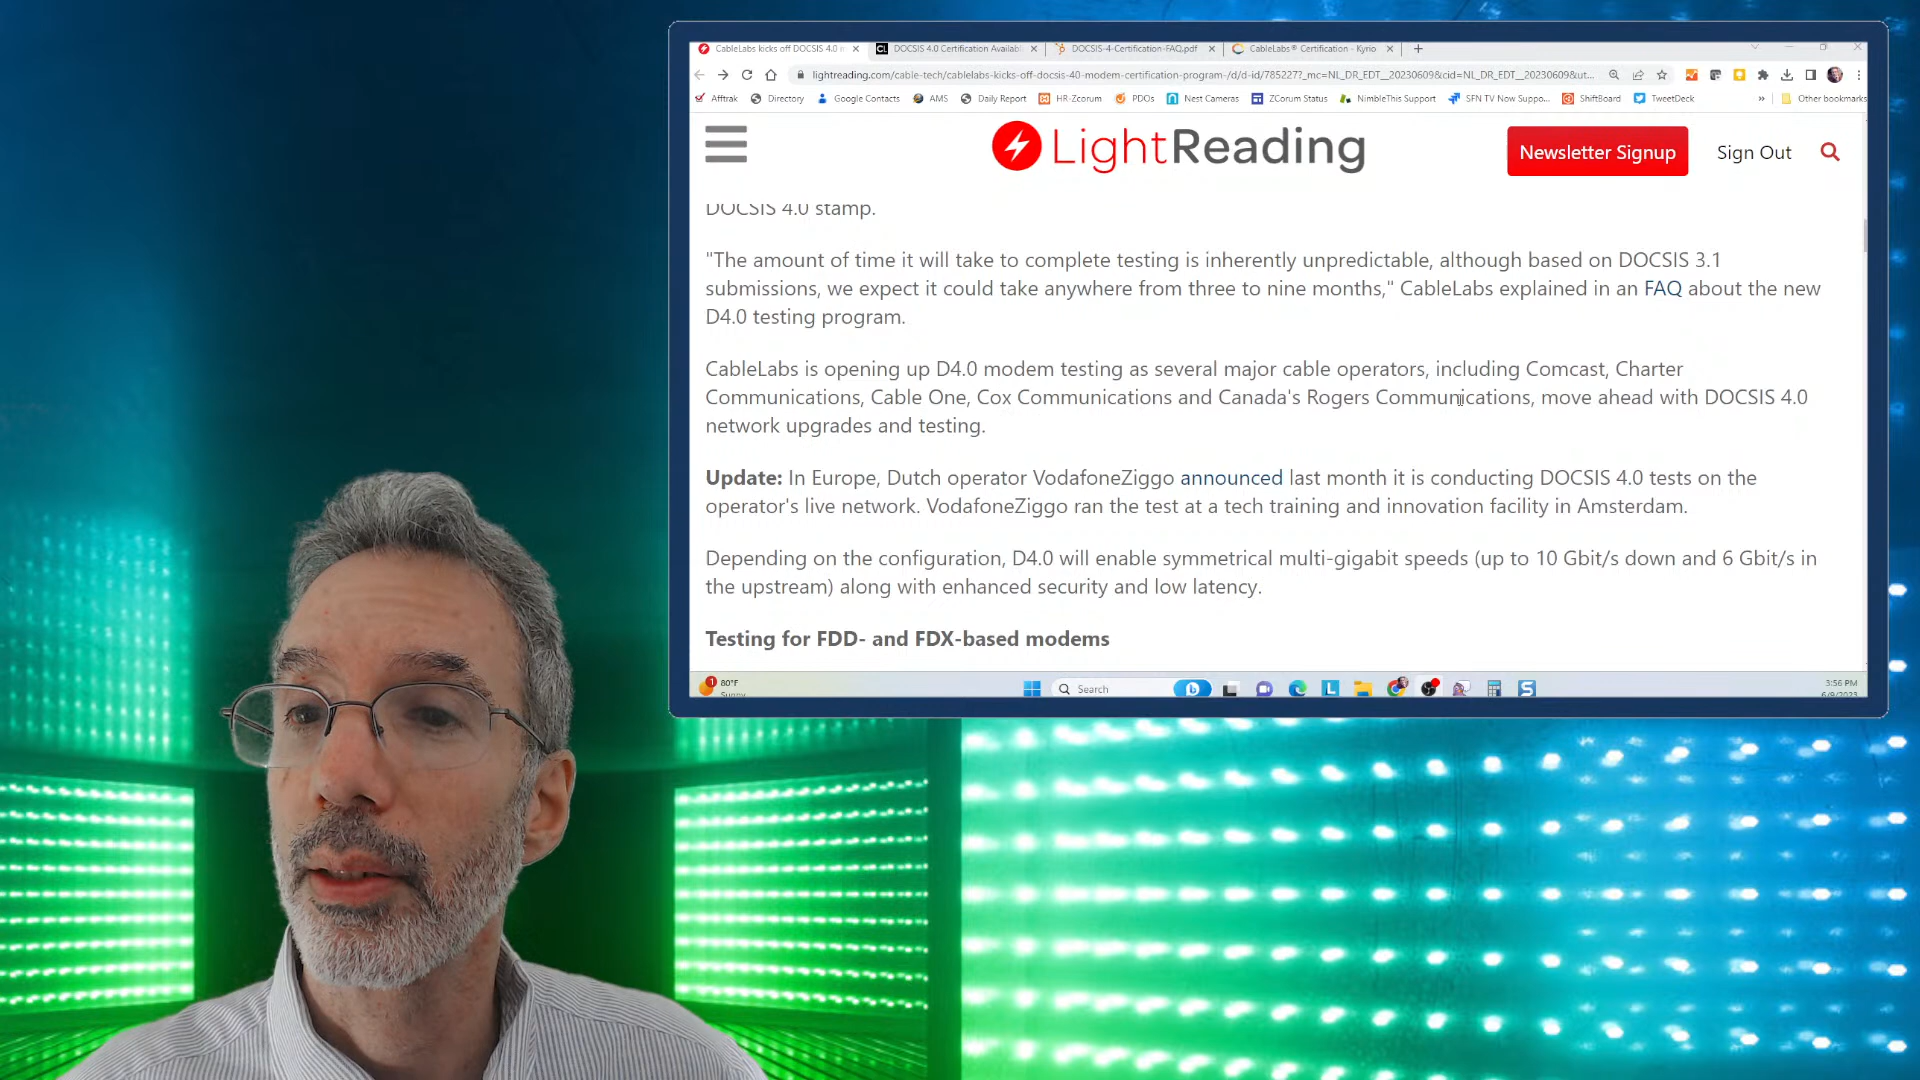 CableLabs kicks off DOCSIS 4.0 m
DOCSIS 4.0 Certification Availab
DOCSIS-4-Certification-FAQ.pdf
CableLabs® Certification - Kyrio
lightreading.com/cable-tech/cablelabs-kicks-off-docsis-40-modem-certification-program-/d/d-id/785227?_mc=NL_DR_EDT__20230609&cid=NL_DR_EDT__20230609&ut...
Afftrak
Directory
Google Contacts
AMS
Daily Report
HR-Zcorum
PDOs
Nest Cameras
ZCorum Status
NimbleThis Support
SFN TV Now Suppo...
ShiftBoard
TweetDeck
»
Other bookmarks
LightReading
Newsletter Signup
Sign Out
DOCSIS 4.0 stamp.
"The amount of time it will take to complete testing is inherently unpredictable, although based on DOCSIS 3.1
submissions, we expect it could take anywhere from three to nine months," CableLabs explained in an FAQ about the new
D4.0 testing program.
CableLabs is opening up D4.0 modem testing as several major cable operators, including Comcast, Charter
Communications, Cable One, Cox Communications and Canada's Rogers Communications, move ahead with DOCSIS 4.0
network upgrades and testing.
Update: In Europe, Dutch operator VodafoneZiggo announced last month it is conducting DOCSIS 4.0 tests on the
operator's live network. VodafoneZiggo ran the test at a tech training and innovation facility in Amsterdam.
Depending on the configuration, D4.0 will enable symmetrical multi-gigabit speeds (up to 10 Gbit/s down and 6 Gbit/s in
the upstream) along with enhanced security and low latency.
Testing for FDD- and FDX-based modems
1
80°F
Sunny
Search
3:56 PM
6/9/2023